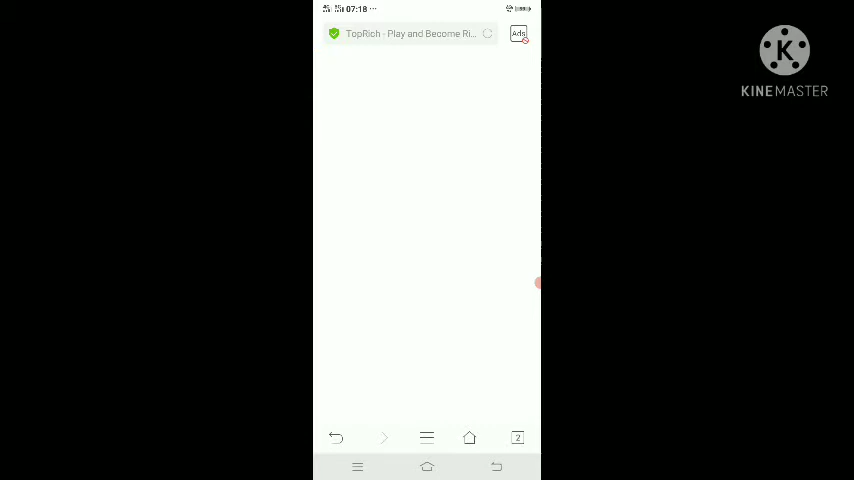 07:18 ...
TopRich - Play and Become Ri...
Ads
K
KINEMASTER
2